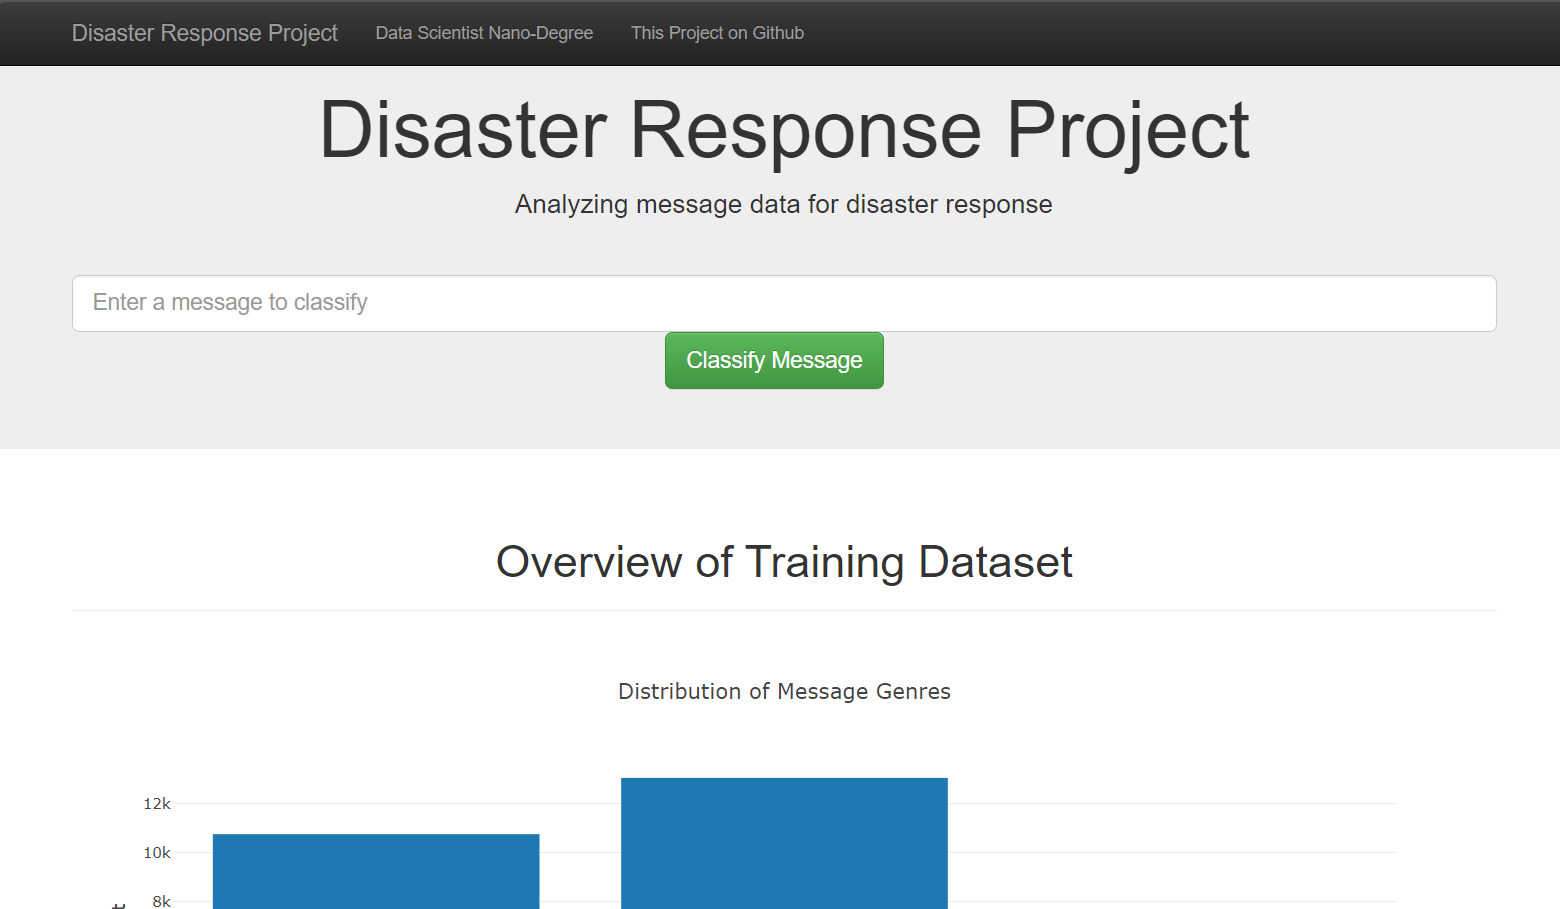 Disaster Response Project Data Scientist Nano-Degree This Project on Github
Disaster Response Project
Analyzing message data for disaster response
Enter a message to classify
Classify Message
Overview of Training Dataset
Distribution of Message Genres
12k
10k
8k